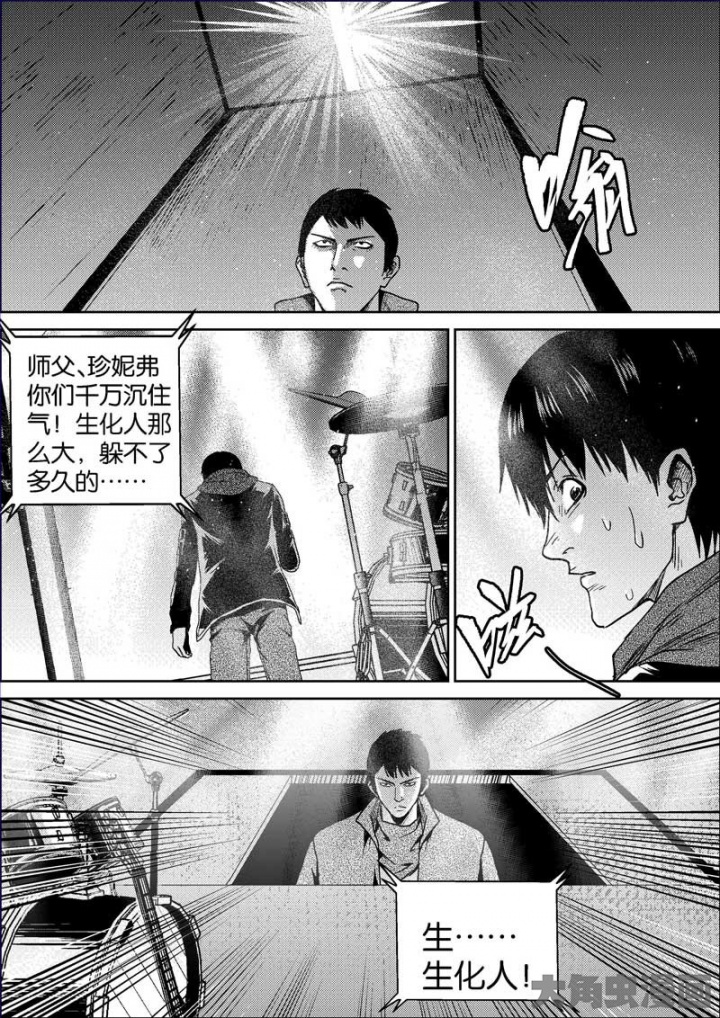 嗡
师父、珍妮弗
你们千万沉住
气！生化人那
么大，躲不了
多久的……
生……
生化人！
大角虫漫画